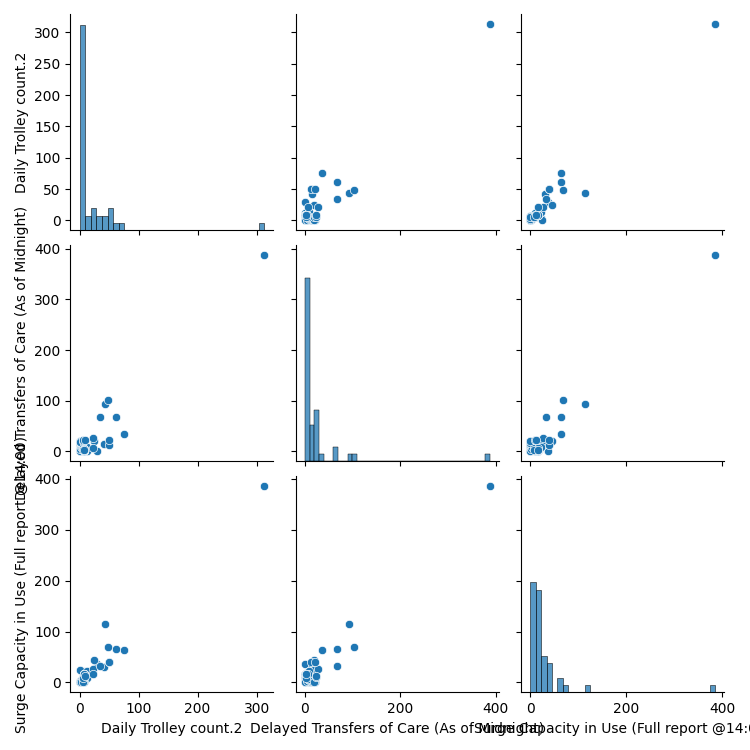 300
250
200
150
100
50
0
Daily Trolley count.2
400
300
200
100
0
Delayed Transfers of Care (As of Midnight)
400
300
200
100
0
Surge Capacity in Use (Full report @14:00)
0 100 200 300
0 200 400
0 200 400
Daily Trolley count.2 Delayed Transfers of Care (As of Midnight) Surge Capacity in Use (Full report @14:0